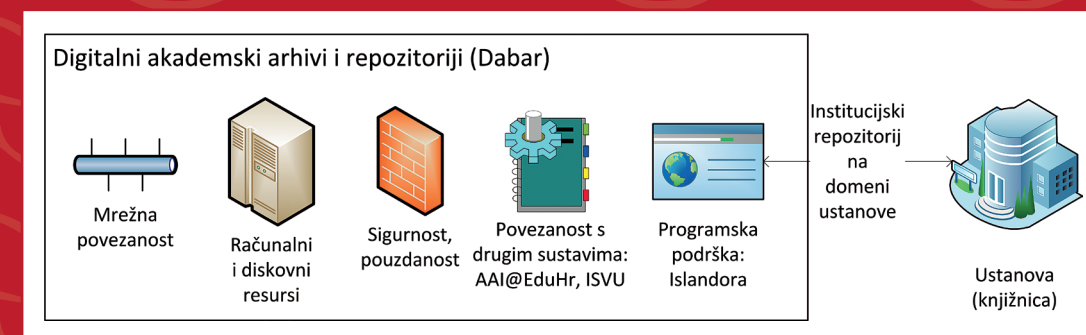 Digitalni akademski arhivi i repozitoriji (Dabar)
Mrežna
povezanost
Računalni
i diskovni
resursi
Sigurnost,
pouzdanost
Povezanost s
drugim sustavima:
AAI@EduHr, ISVU
Programska
podrška:
Islandora
Institucijski
repozitorij
na
domeni
ustanove
Ustanova
(knjižnica)